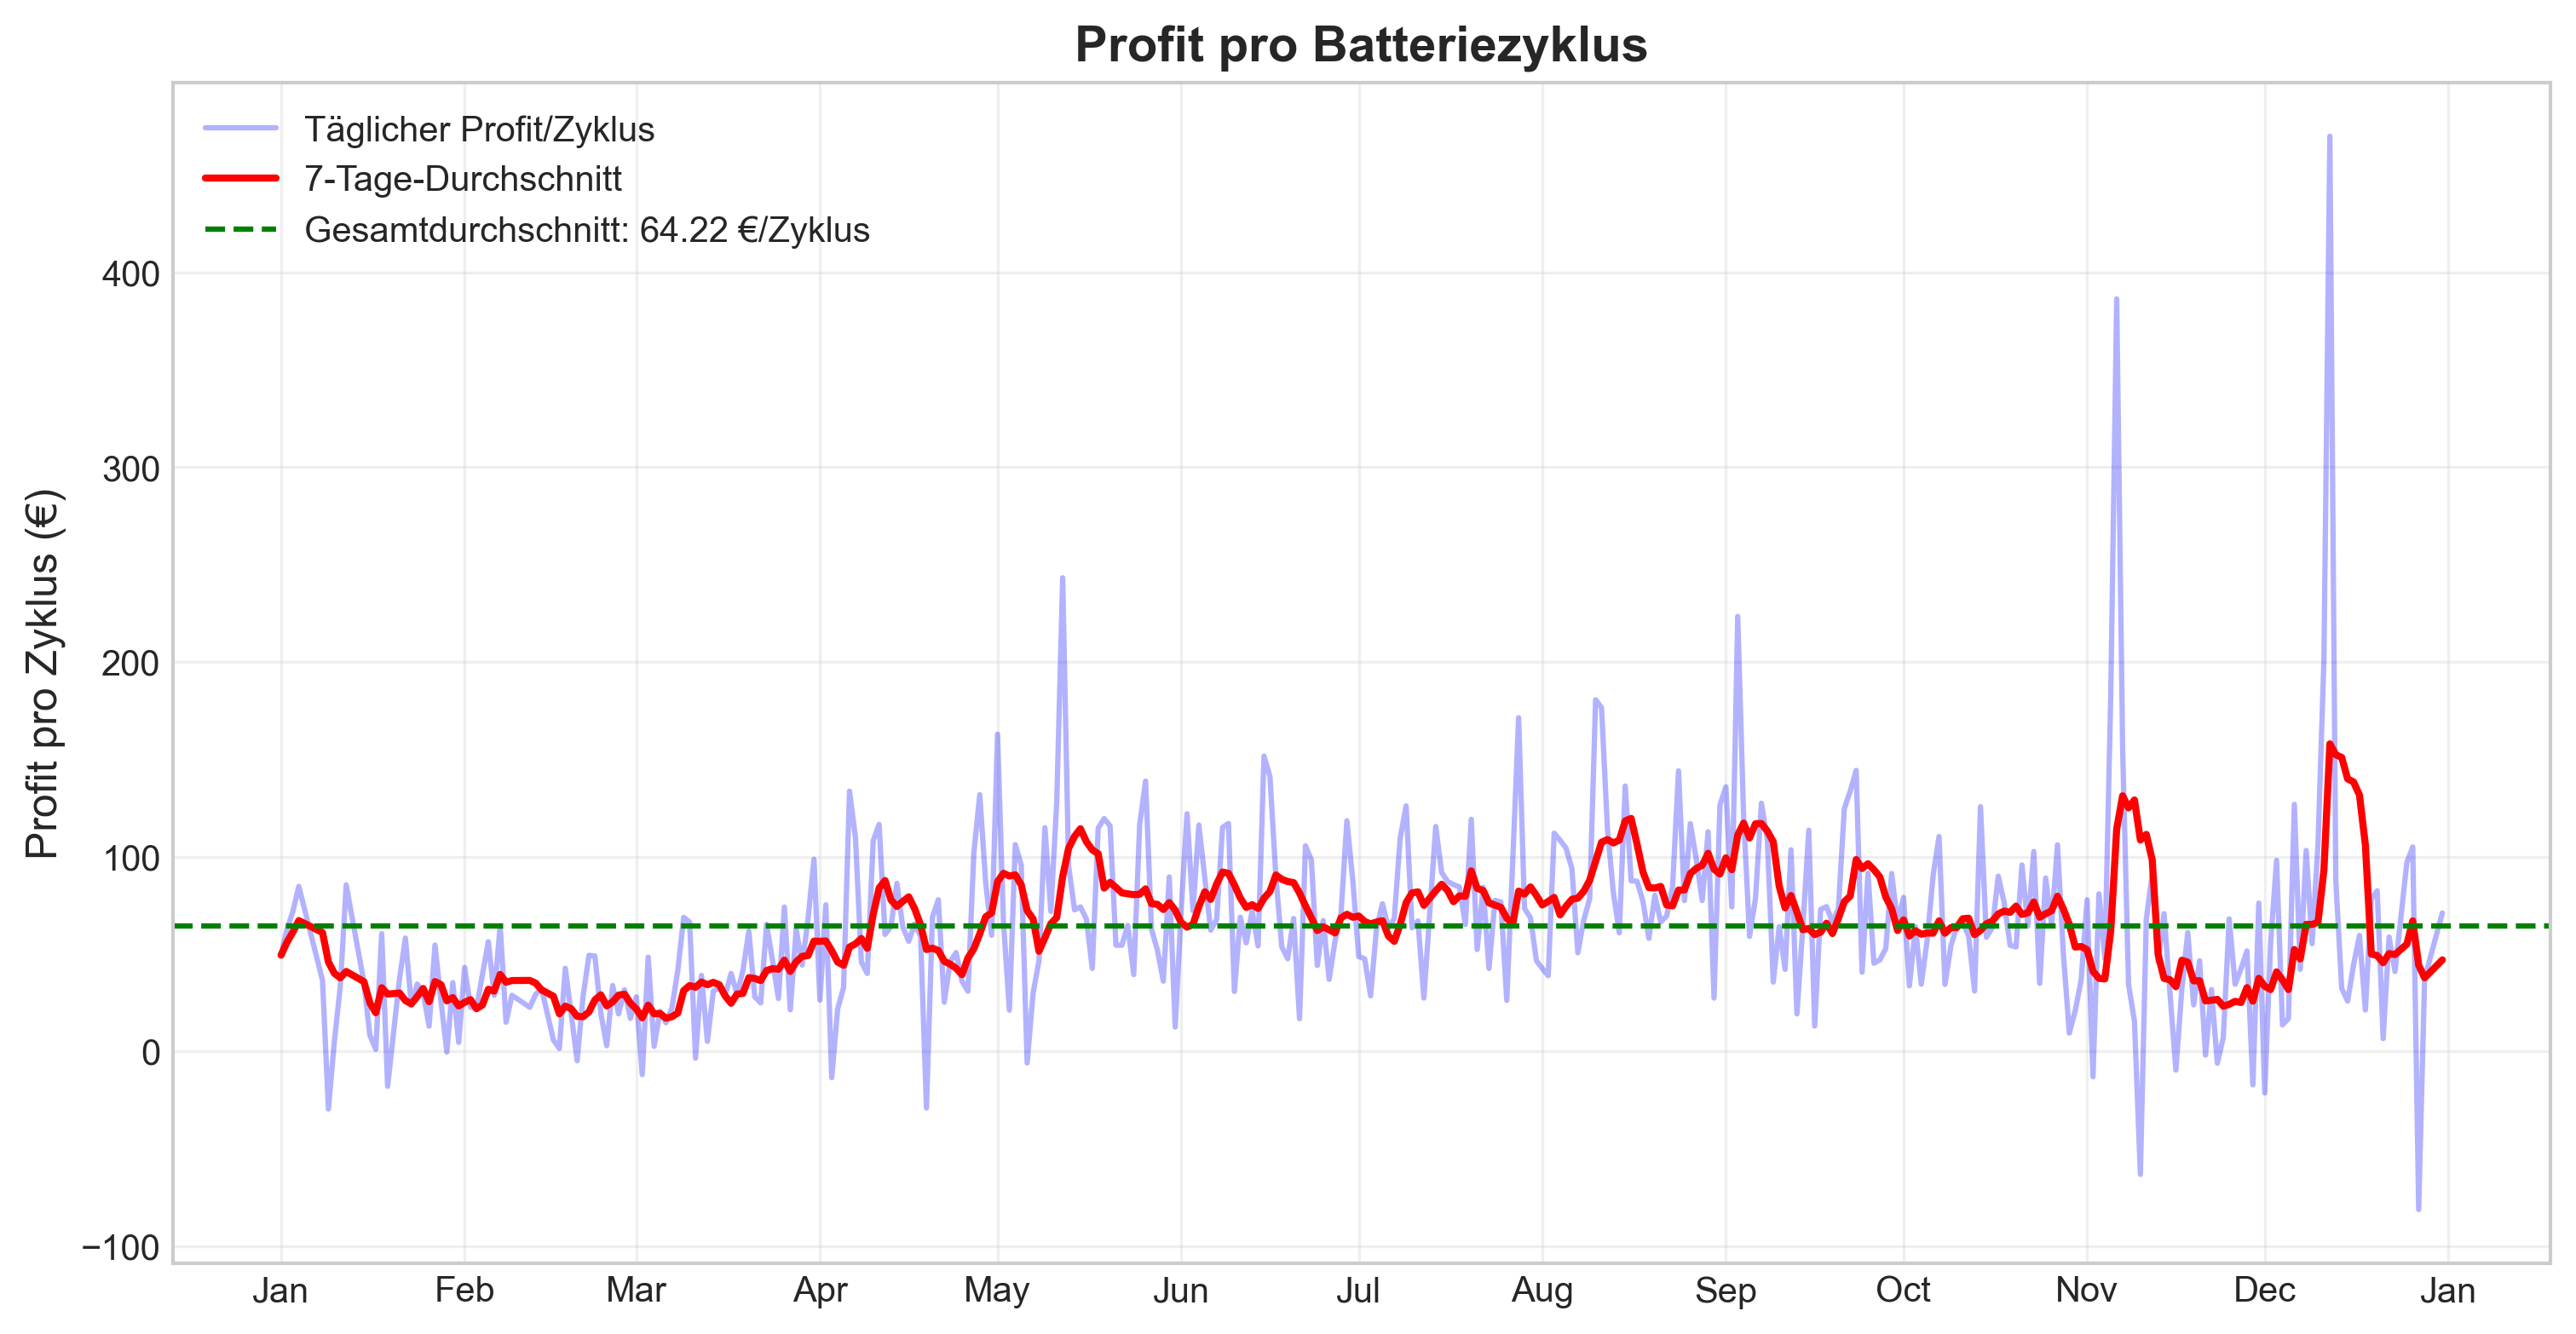 Profit pro Batteriezyklus
Täglicher Profit/Zyklus
7-Tage-Durchschnitt
Gesamtdurchschnitt: 64.22 €/Zyklus
Profit pro Zyklus (€)
400
300
200
100
0
−100
Jan Feb Mar Apr May Jun Jul Aug Sep Oct Nov Dec Jan